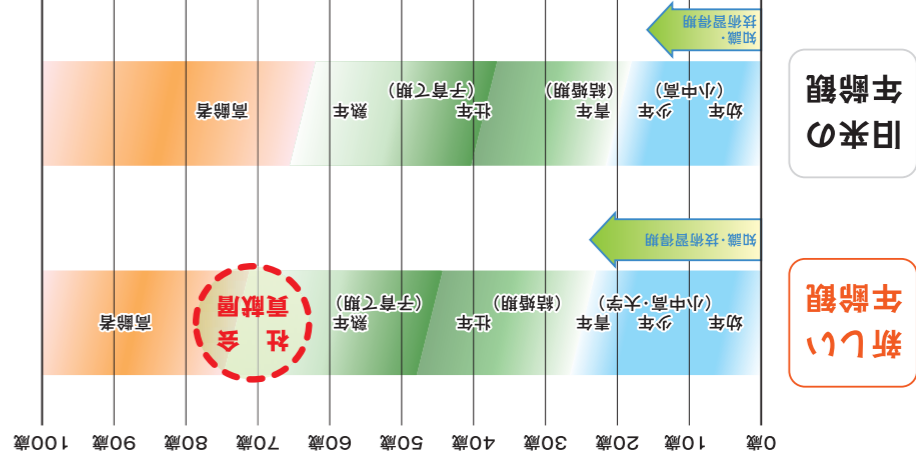 0歳 10歳 20歳 30歳 40歳 50歳 60歳 70歳 80歳 90歳 100歳
新しい
年齢観
幼年 少年 青年 壮年 熟年 高齢者
(小中高・大学) (結婚期) (子育て期)
社会
貢献層
知識・技術習得期
旧来の
年齢観
幼年 少年 青年 壮年 熟年 高齢者
(小中高) (結婚期) (子育て期)
知識・
技術習得期